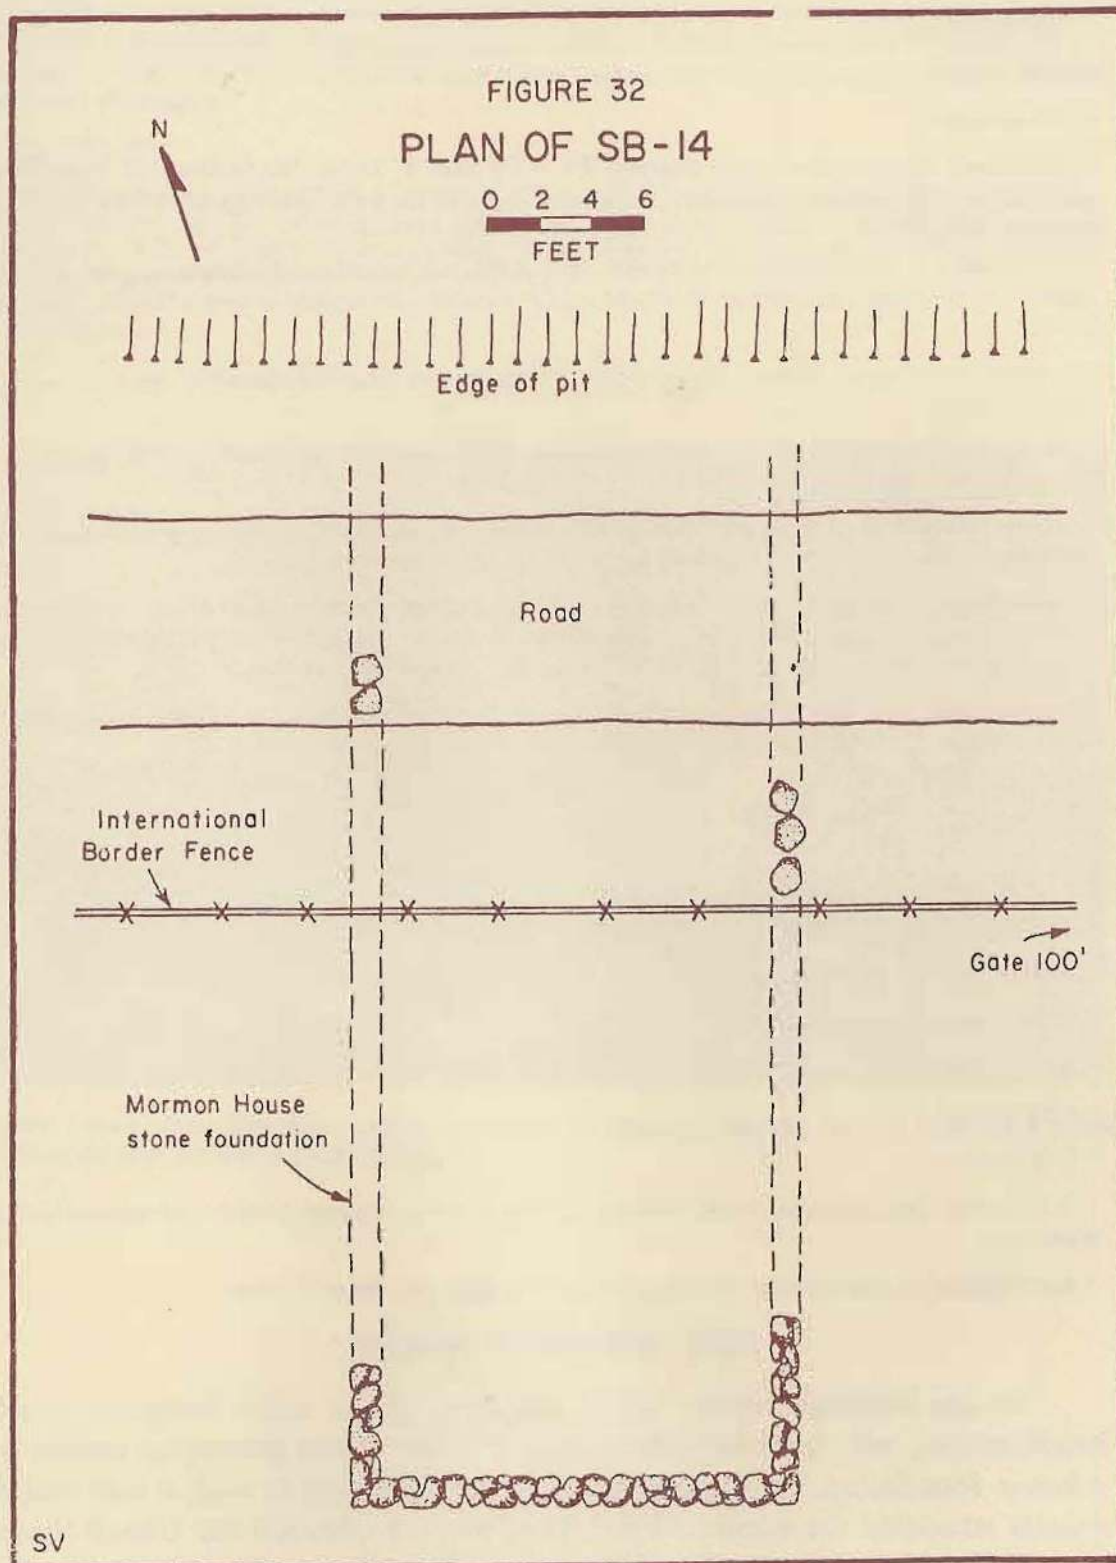 FIGURE 32
PLAN OF SB-14
N
0 2 4 6
FEET
Edge of pit
Road
International
Border Fence
Gate 100'
Mormon House
stone foundation
SV